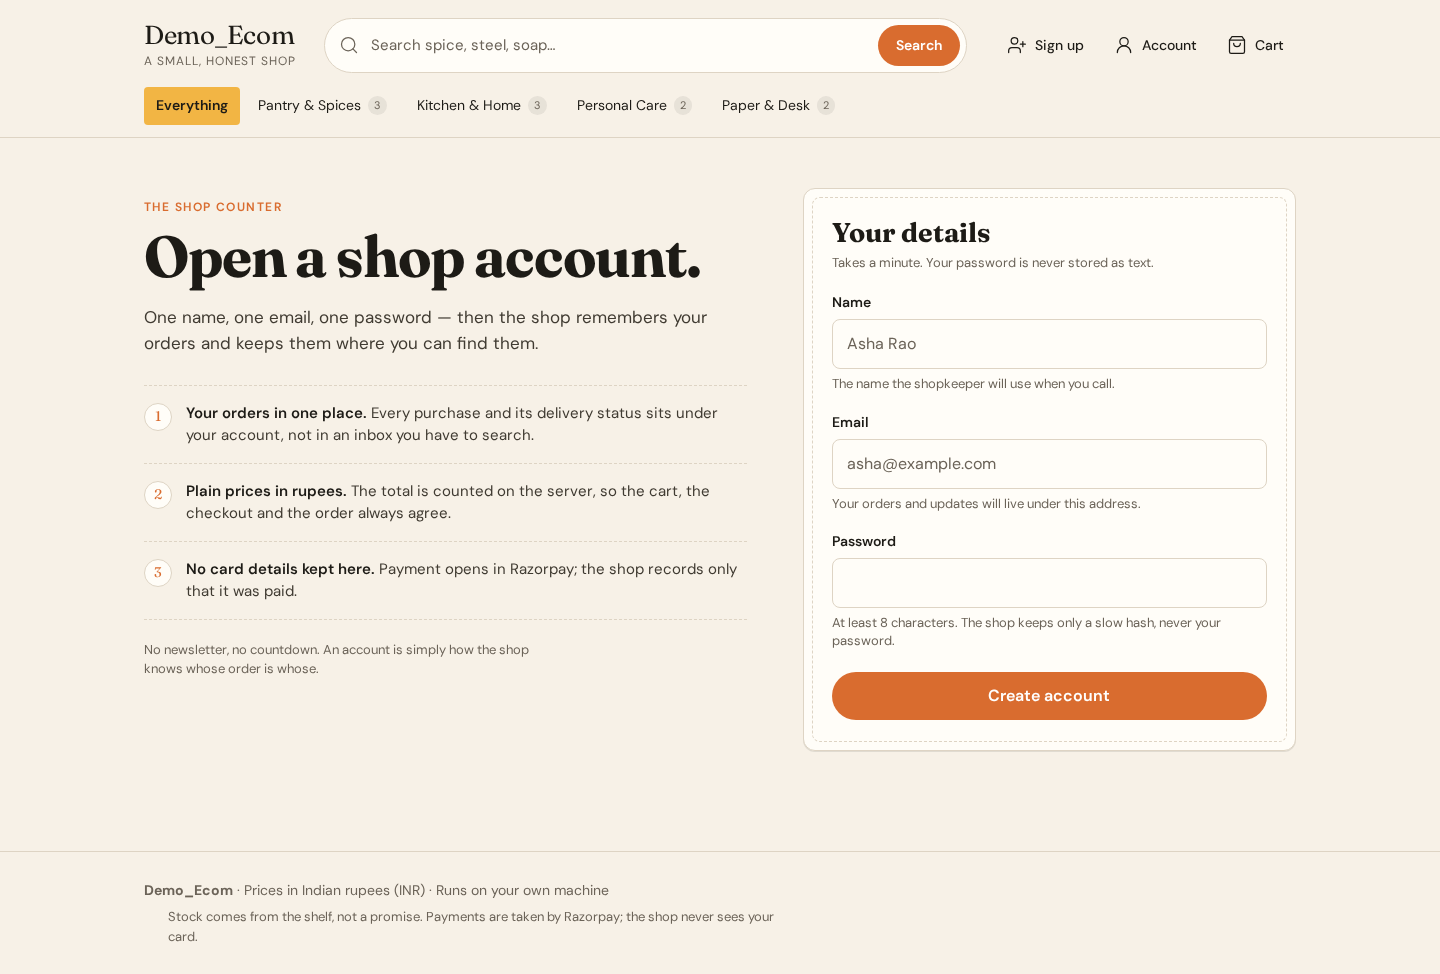 Demo_Ecom
A SMALL, HONEST SHOP
Search spice, steel, soap...
Search
Sign up
Account
Cart
Everything
Pantry & Spices 3
Kitchen & Home 3
Personal Care 2
Paper & Desk 2
THE SHOP COUNTER
Open a shop account.
One name, one email, one password — then the shop remembers your
orders and keeps them where you can find them.
1
Your orders in one place. Every purchase and its delivery status sits under
your account, not in an inbox you have to search.
2
Plain prices in rupees. The total is counted on the server, so the cart, the
checkout and the order always agree.
3
No card details kept here. Payment opens in Razorpay; the shop records only
that it was paid.
No newsletter, no countdown. An account is simply how the shop
knows whose order is whose.
Your details
Takes a minute. Your password is never stored as text.
Name
Asha Rao
The name the shopkeeper will use when you call.
Email
asha@example.com
Your orders and updates will live under this address.
Password
At least 8 characters. The shop keeps only a slow hash, never your
password.
Create account
Demo_Ecom · Prices in Indian rupees (INR) · Runs on your own machine
Stock comes from the shelf, not a promise. Payments are taken by Razorpay; the shop never sees your
card.